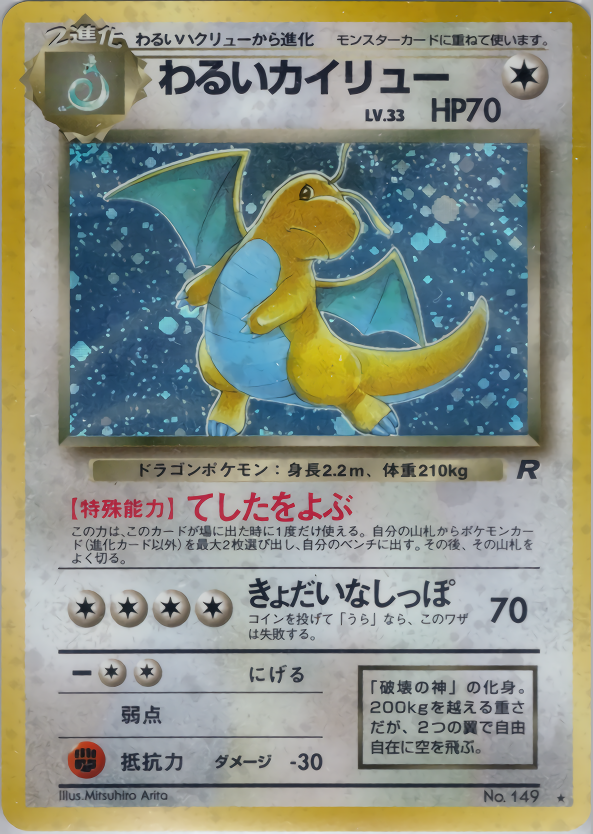 2進化
わるいハクリューから進化 モンスターカードに重ねて使います。
わるいカイリュー
LV.33 HP70
ドラゴンポケモン：身長2.2m、体重210kg
R
【特殊能力】てしたをよぶ
この力は、このカードが場に出た時に1度だけ使える。自分の山札からポケモンカー
ド(進化カード以外)を最大2枚選び出し、自分のベンチに出す。その後、その山札を
よく切る。
きょだいなしっぽ 70
コインを投げて「うら」なら、このワザ
は失敗する。
にげる
弱点
抵抗力 ダメージ -30
「破壊の神」の化身。
200kgを越える重さ
だが、2つの翼で自由
自在に空を飛ぶ。
Illus.Mitsuhiro Arita No. 149 ★